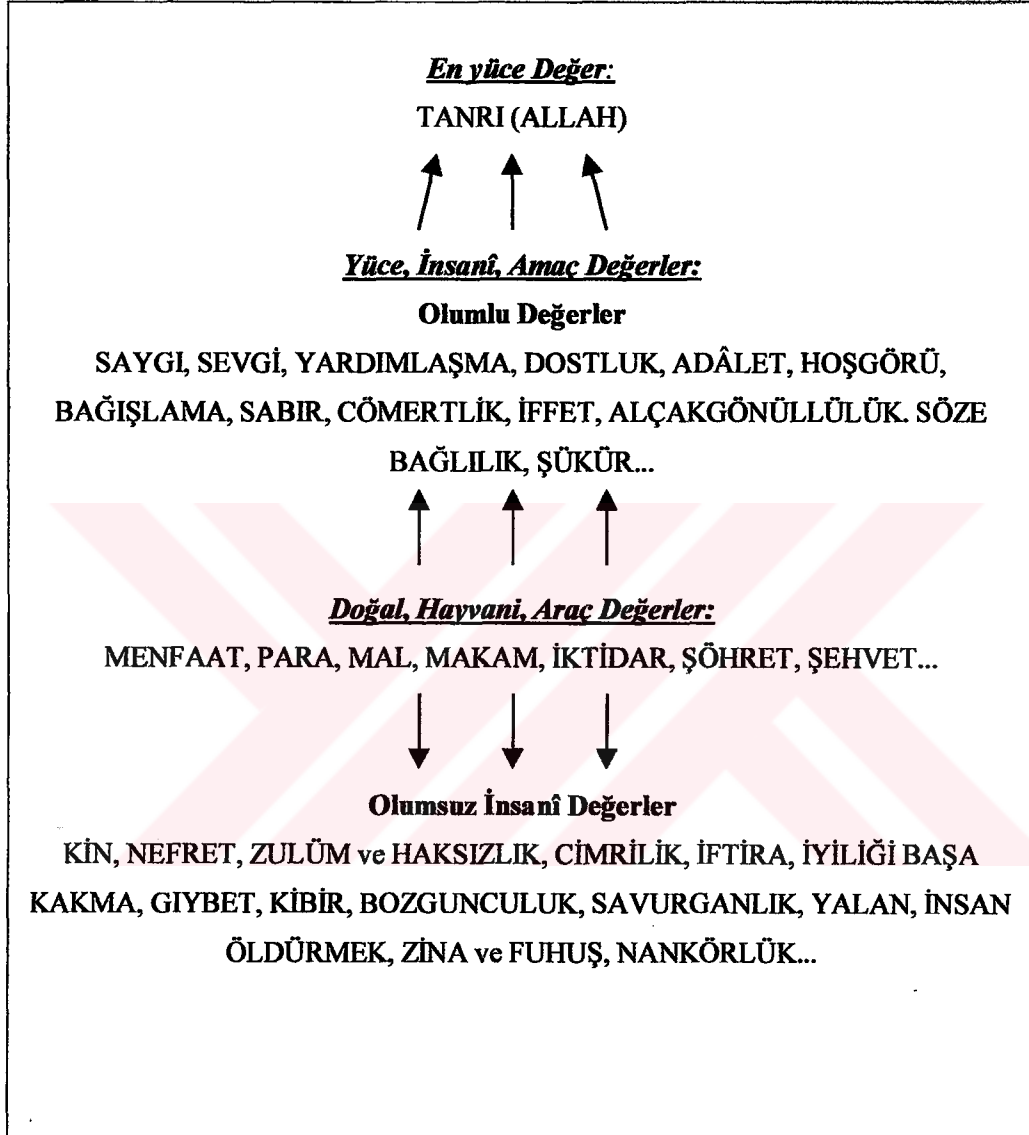 En yüce Değer:
TANRI (ALLAH)
Yüce, İnsanî, Amaç Değerler:
Olumlu Değerler
SAYGI, SEVGİ, YARDIMLAŞMA, DOSTLUK, ADÂLET, HOŞGÖRÜ,
BAĞIŞLAMA, SABIR, CÖMERTLİK, İFFET, ALÇAKGÖNÜLLÜLÜK. SÖZE
BAĞLILIK, ŞÜKÜR...
Doğal, Hayvani, Araç Değerler:
MENFAAT, PARA, MAL, MAKAM, İKTİDAR, ŞÖHRET, ŞEHVET...
Olumsuz İnsanî Değerler
KİN, NEFRET, ZULÜM ve HAKSIZLIK, CİMRİLİK, İFTİRA, İYİLİĞİ BAŞA
KAKMA, GIYBET, KİBİR, BOZGUNCULUK, SAVURGANLIK, YALAN, İNSAN
ÖLDÜRMEK, ZİNA ve FUHUŞ, NANKÖRLÜK...